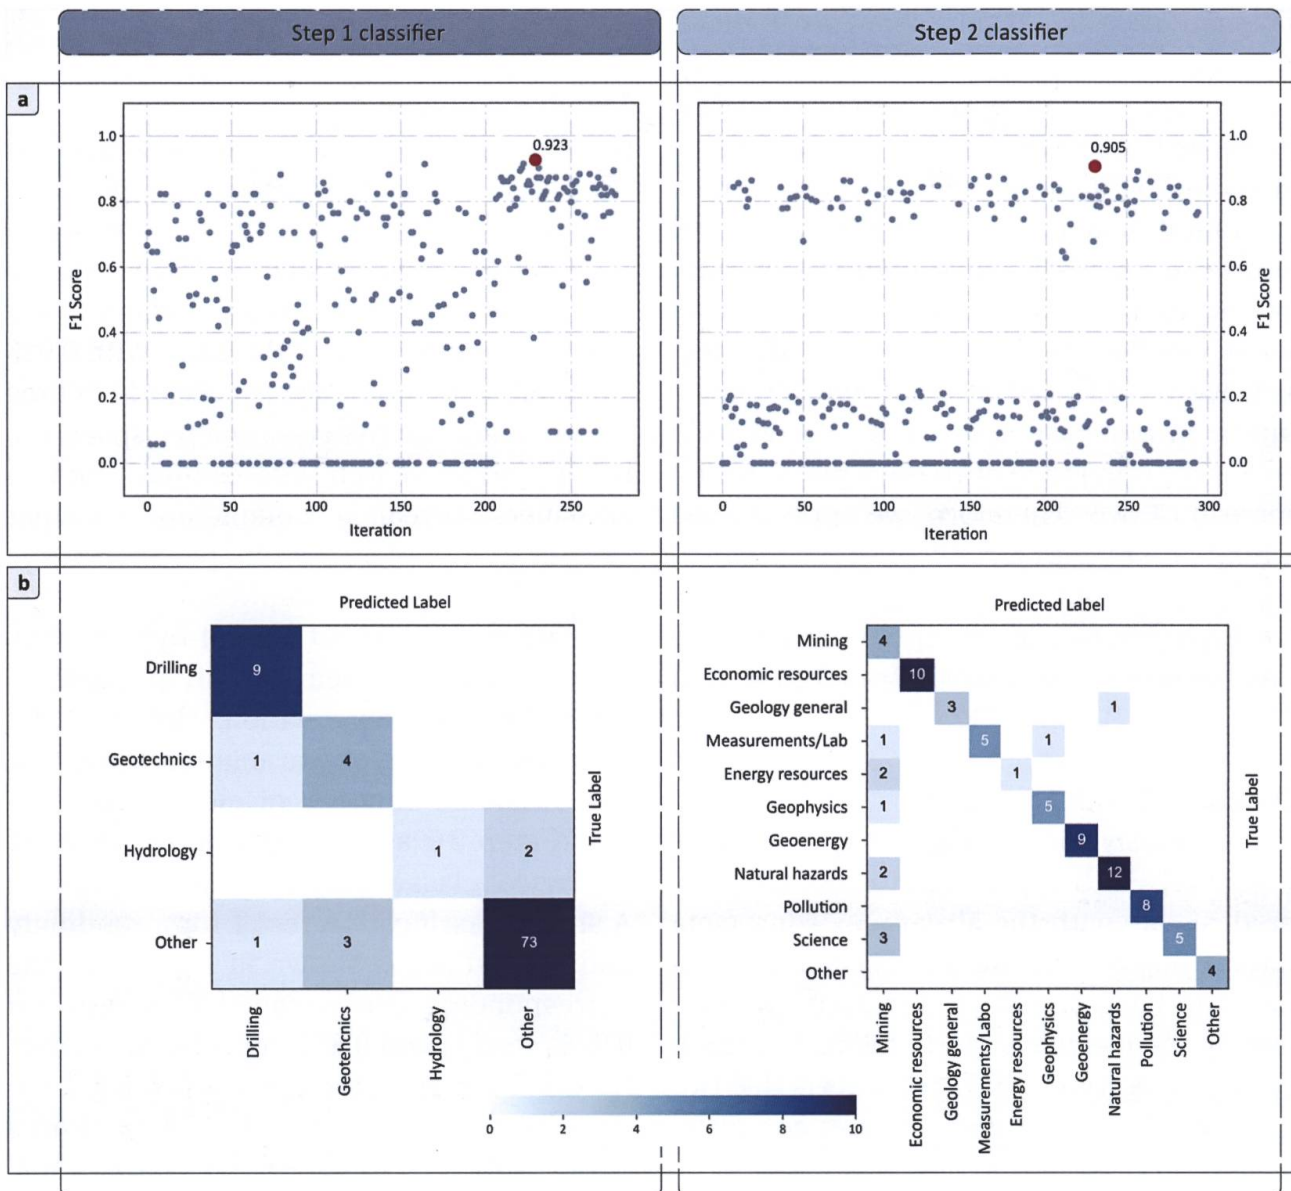 Step 1 classifier
Step 2 classifier
a
1.0
0.8
0.6
0.4
0.2
0.0
F1 Score
0.923
0 50 100 150 200 250
Iteration
0.905
1.0
0.8
0.6
0.4
0.2
0.0
F1 Score
0 50 100 150 200 250 300
Iteration
b
Predicted Label
Drilling 9
Geotechnics 1 4
Hydrology 1 2
Other 1 3 73
True Label
Drilling
Geotehcnics
Hydrology
Other
Predicted Label
Mining 4
Economic resources 10
Geology general 3 1
Measurements/Lab 1 5 1
Energy resources 2 1
Geophysics 1 5
Geoenergy 9
Natural hazards 2 12
Pollution 8
Science 3 5
Other 4
True Label
Mining
Economic resources
Geology general
Measurements/Labo
Energy resources
Geophysics
Geoenergy
Natural hazards
Pollution
Science
Other
0 2 4 6 8 10